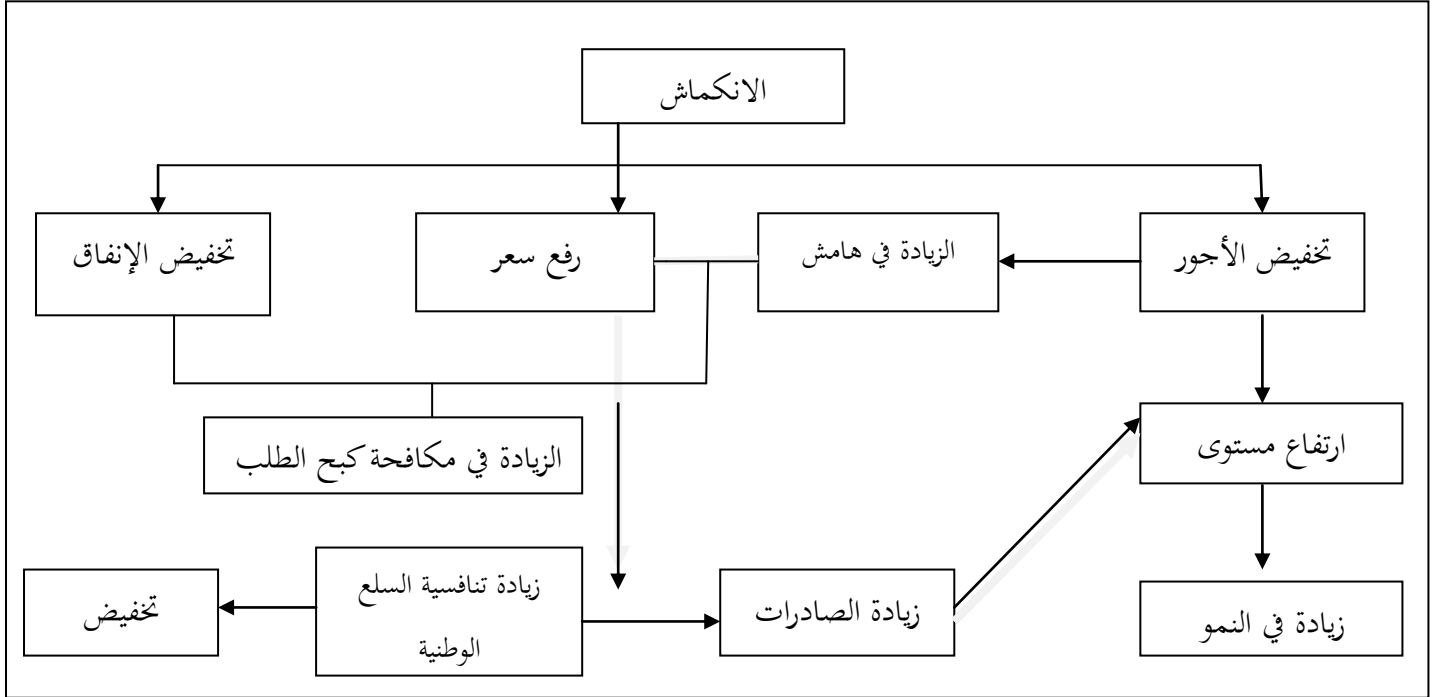 الانكماش
تخفيض الأجور
الزيادة في هامش
رفع سعر
تخفيض الإنفاق
ارتفاع مستوى
الزيادة في مكافحة كبح الطلب
زيادة في النمو
زيادة الصادرات
زيادة تنافسية السلع
الوطنية
تخفيض